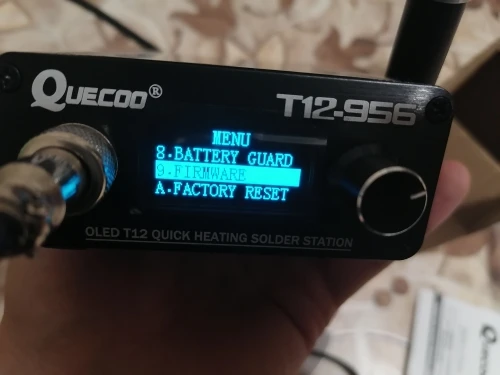 QUECOO®
T12-956
MENU
8.BATTERY GUARD
9.FIRMWARE
A.FACTORY RESET
OLED T12 QUICK HEATING SOLDER STATION